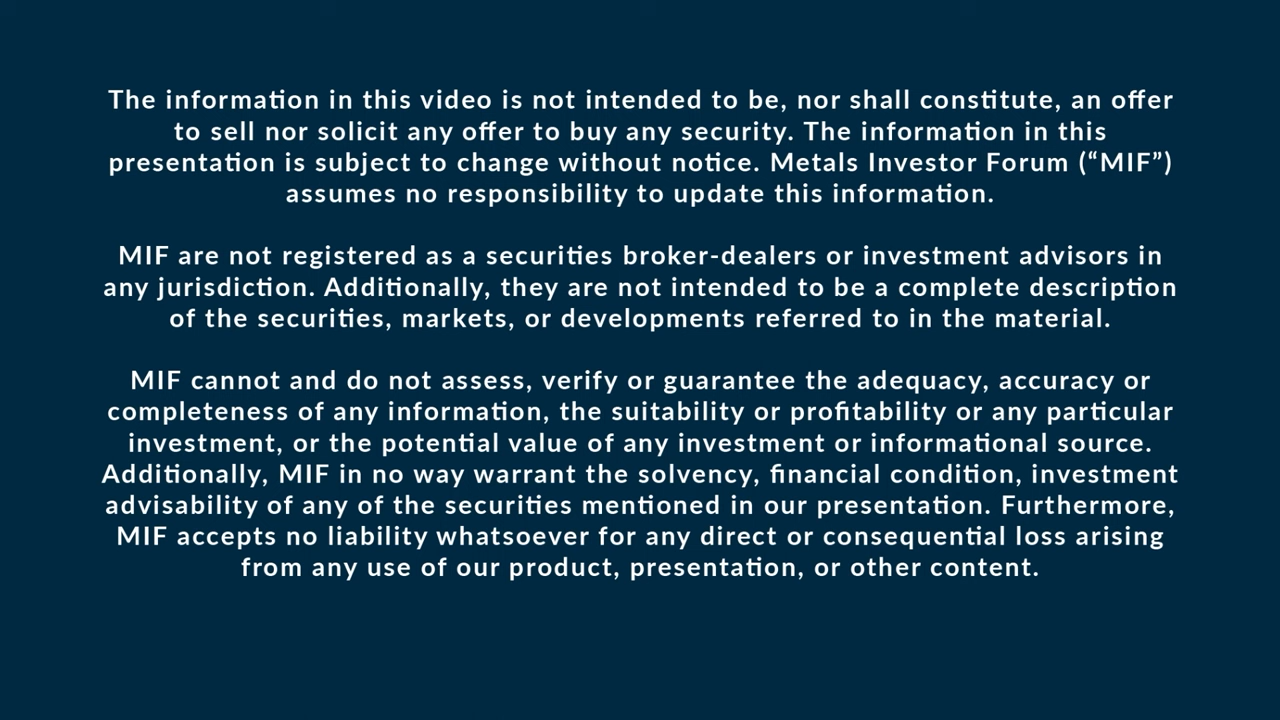 The information in this video is not intended to be, nor shall constitute, an offer
to sell nor solicit any offer to buy any security. The information in this
presentation is subject to change without notice. Metals Investor Forum (“MIF”)
assumes no responsibility to update this information.
MIF are not registered as a securities broker-dealers or investment advisors in
any jurisdiction. Additionally, they are not intended to be a complete description
of the securities, markets, or developments referred to in the material.
MIF cannot and do not assess, verify or guarantee the adequacy, accuracy or
completeness of any information, the suitability or profitability or any particular
investment, or the potential value of any investment or informational source.
Additionally, MIF in no way warrant the solvency, financial condition, investment
advisability of any of the securities mentioned in our presentation. Furthermore,
MIF accepts no liability whatsoever for any direct or consequential loss arising
from any use of our product, presentation, or other content.